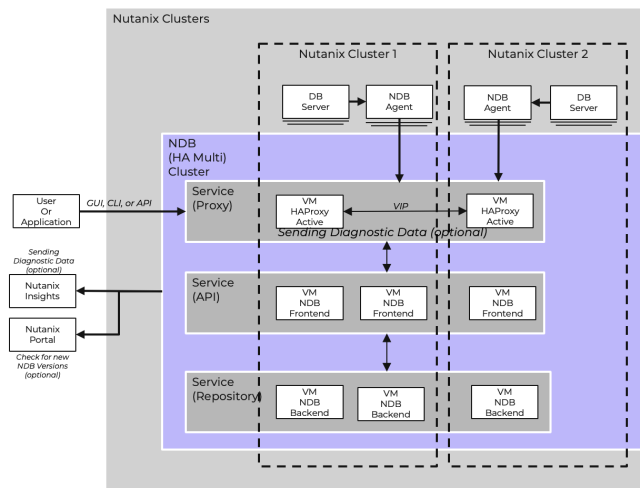 Nutanix Clusters
Nutanix Cluster 1
Nutanix Cluster 2
DB
Server
NDB
Agent
NDB
Agent
DB
Server
NDB
(HA Multi)
Cluster
Service
(Proxy)
User
Or
Application
GUI, CLI, or API
VM
HAProxy
Active
VIP
VM
HAProxy
Active
Sending Diagnostic Data (optional)
Sending
Diagnostic Data
(optional)
Nutanix
Insights
Nutanix
Portal
Check for new
NDB Versions
(optional)
Service
(API)
VM
NDB
Frontend
VM
NDB
Frontend
VM
NDB
Frontend
Service
(Repository)
VM
NDB
Backend
VM
NDB
Backend
VM
NDB
Backend